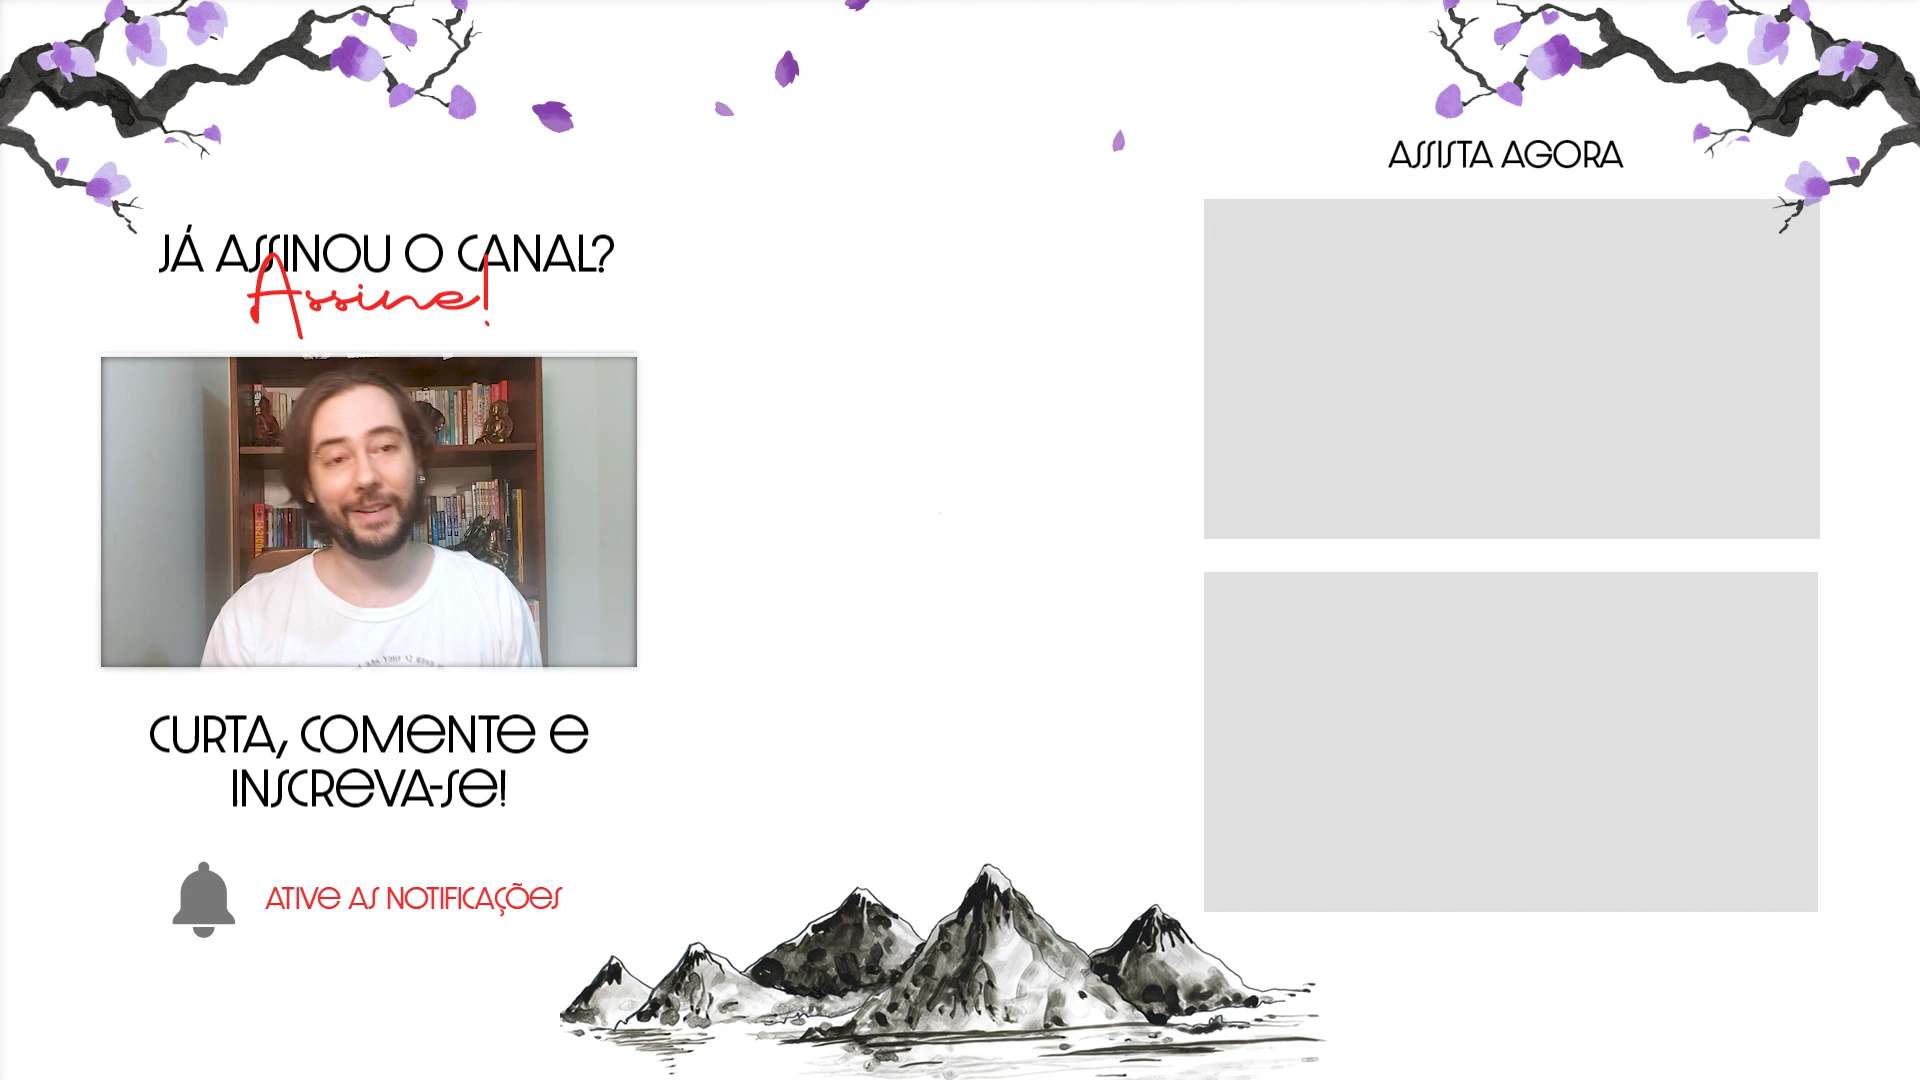 JÁ ASSINOU O CANAL?
Assine!
CURTA, COMENTE E
INSCREVA-SE!
ATIVE AS NOTIFICAÇÕES
ASSISTA AGORA